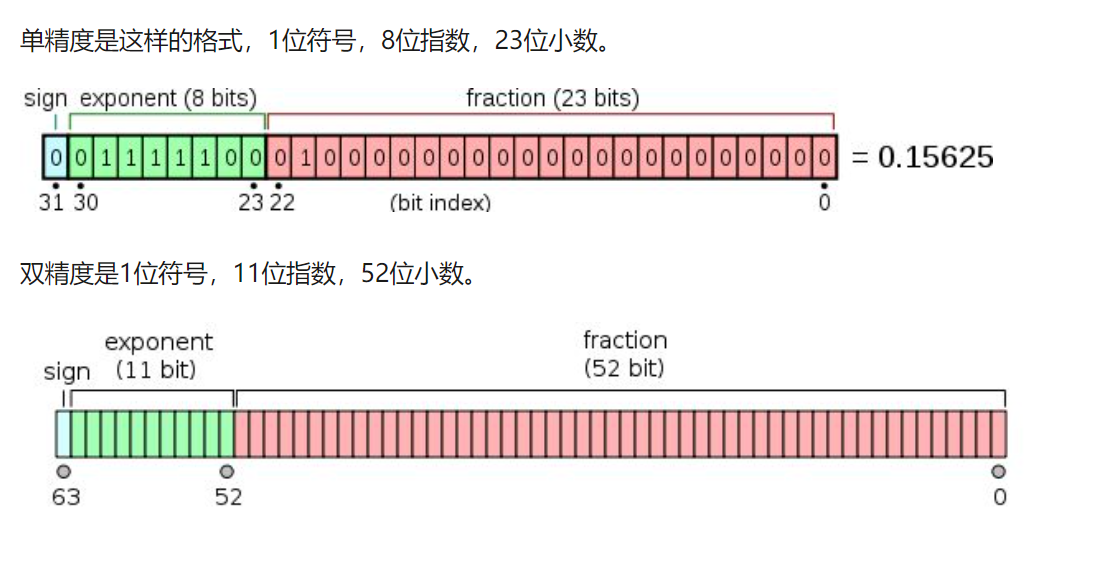 单精度是这样的格式，1位符号，8位指数，23位小数。
sign exponent (8 bits) fraction (23 bits)
0 0 1 1 1 1 1 0 0 0 1 0 0 0 0 0 0 0 0 0 0 0 0 0 0 0 0 0 0 0 0 0 = 0.15625
31 30 23 22 (bit index) 0
双精度是1位符号，11位指数，52位小数。
exponent fraction
sign (11 bit) (52 bit)
63 52 0